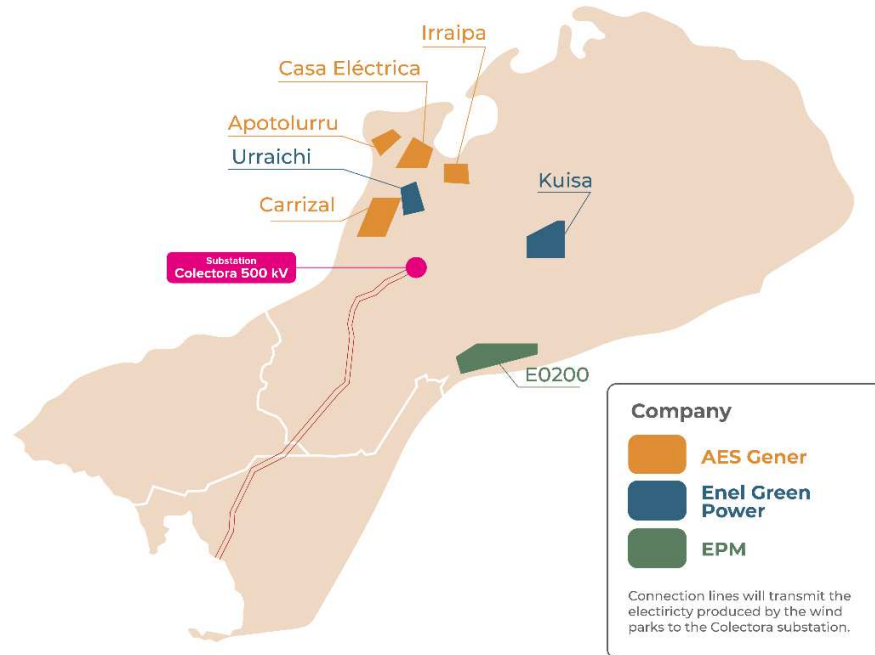 Irraipa
Casa Eléctrica
Apotolurru
Urraichi
Kuisa
Carrizal
Substation
Colectora 500 kV
E0200
Company
AES Gener
Enel Green
Power
EPM
Connection lines will transmit the
electiricty produced by the wind
parks to the Colectora substation.